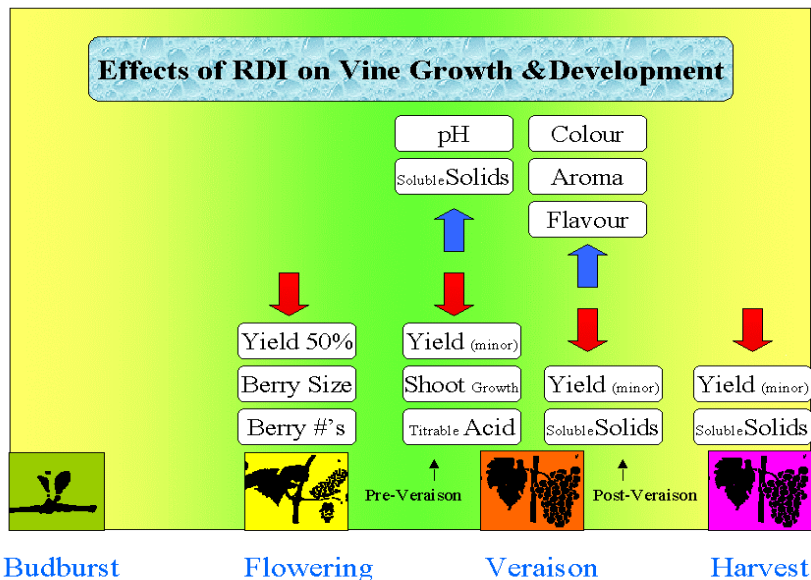 Effects of RDI on Vine Growth &Development
pH
Colour
Soluble Solids
Aroma
Flavour
Yield 50%
Berry Size
Berry #'s
Yield (minor)
Shoot Growth
Titrable Acid
Yield (minor)
Soluble Solids
Yield (minor)
Soluble Solids
Pre-Veraison
Post-Veraison
Budburst
Flowering
Veraison
Harvest